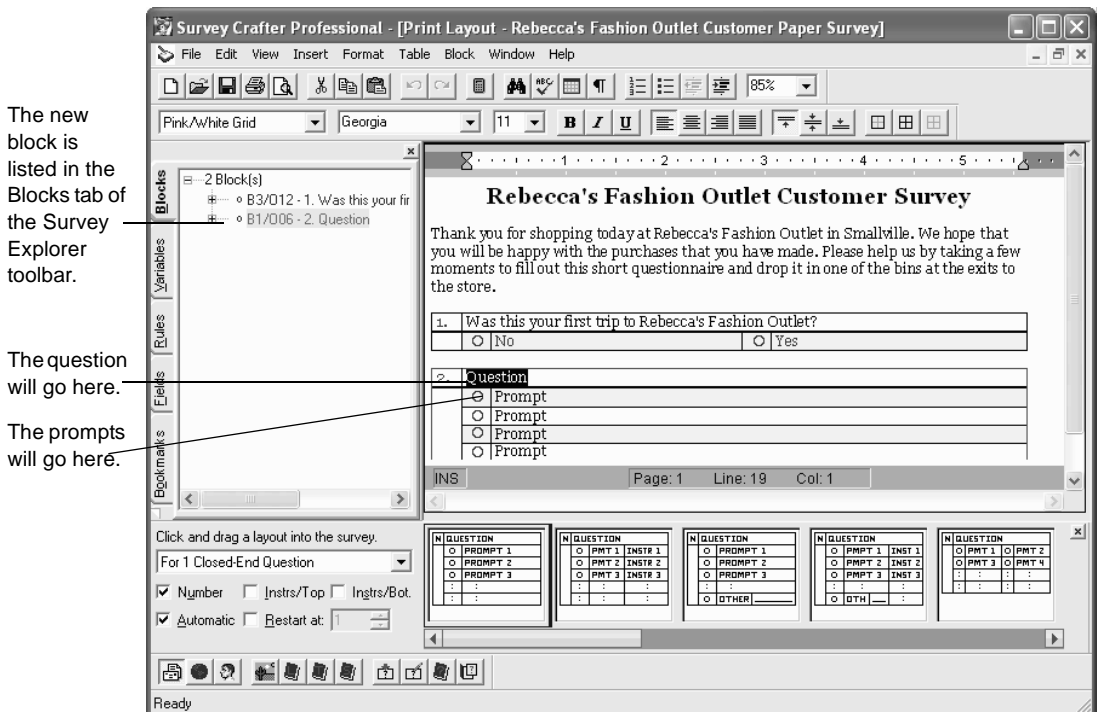 Survey Crafter Professional - [Print Layout - Rebecca's Fashion Outlet Customer Paper Survey]
File Edit View Insert Format Table Block Window Help
85%
Pink/White Grid Georgia 11 B I U
The new
block is
listed in the
Blocks tab of
the Survey
Explorer
toolbar.
The question
will go here.
The prompts
will go here.
Blocks
Variables
Rules
Fields
Bookmarks
2 Block(s)
B3/O12 - 1. Was this your fir
B1/O06 - 2. Question
1 2 3 4 5
Rebecca's Fashion Outlet Customer Survey
Thank you for shopping today at Rebecca's Fashion Outlet in Smallville. We hope that
you will be happy with the purchases that you have made. Please help us by taking a few
moments to fill out this short questionnaire and drop it in one of the bins at the exits to
the store.
1. Was this your first trip to Rebecca's Fashion Outlet?
No Yes
2. Question
Prompt
Prompt
Prompt
Prompt
INS Page: 1 Line: 19 Col: 1
Click and drag a layout into the survey.
For 1 Closed-End Question
Number Instrs/Top Instrs/Bot.
Automatic Restart at: 1
N QUESTION
O PROMPT 1
O PROMPT 2
O PROMPT 3
: :
: :
N QUESTION
O PMT 1 INSTR 1
O PMT 2 INSTR 2
O PMT 3 INSTR 3
: : :
: : :
N QUESTION
O PROMPT 1
O PROMPT 2
O PROMPT 3
: :
O OTHER ______
N QUESTION
O PMPT 1 INST 1
O PMPT 2 INST 2
O PMPT 3 INST 3
: : :
O OTH __ :
N QUESTION
O PMT 1 O PMT 2
O PMT 3 O PMT 4
: : : :
: : : :
Ready